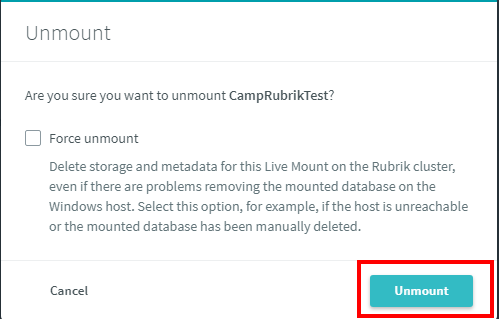 Unmount
Are you sure you want to unmount CampRubrikTest?
Force unmount
Delete storage and metadata for this Live Mount on the Rubrik cluster,
even if there are problems removing the mounted database on the
Windows host. Select this option, for example, if the host is unreachable
or the mounted database has been manually deleted.
Cancel
Unmount